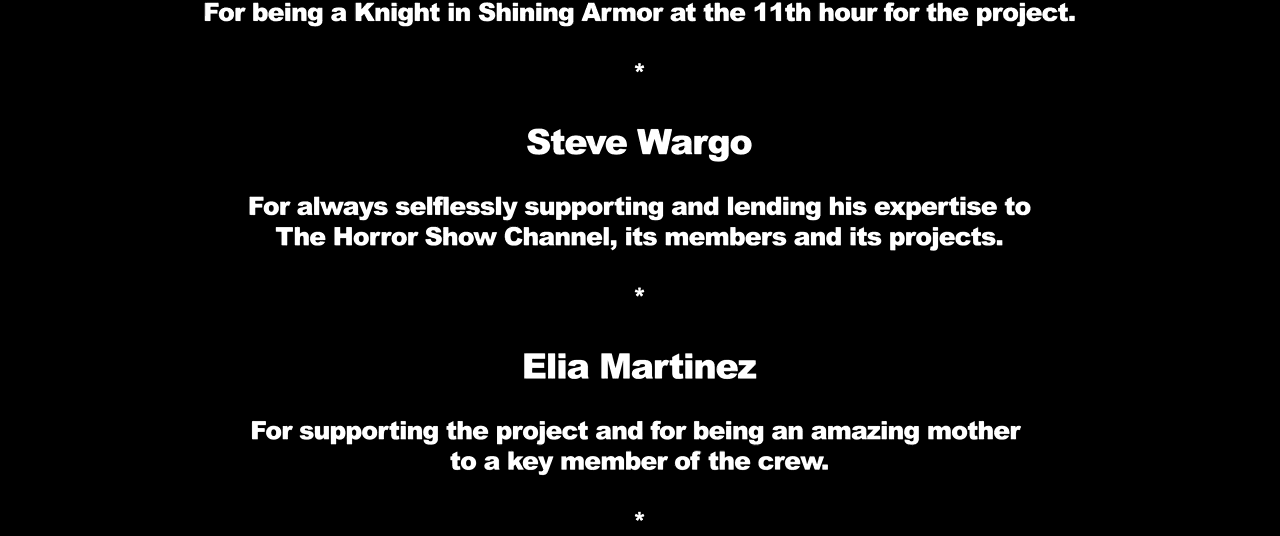 For being a Knight in Shining Armor at the 11th hour for the project.
*
Steve Wargo
For always selflessly supporting and lending his expertise to
The Horror Show Channel, its members and its projects.
*
Elia Martinez
For supporting the project and for being an amazing mother
to a key member of the crew.
*